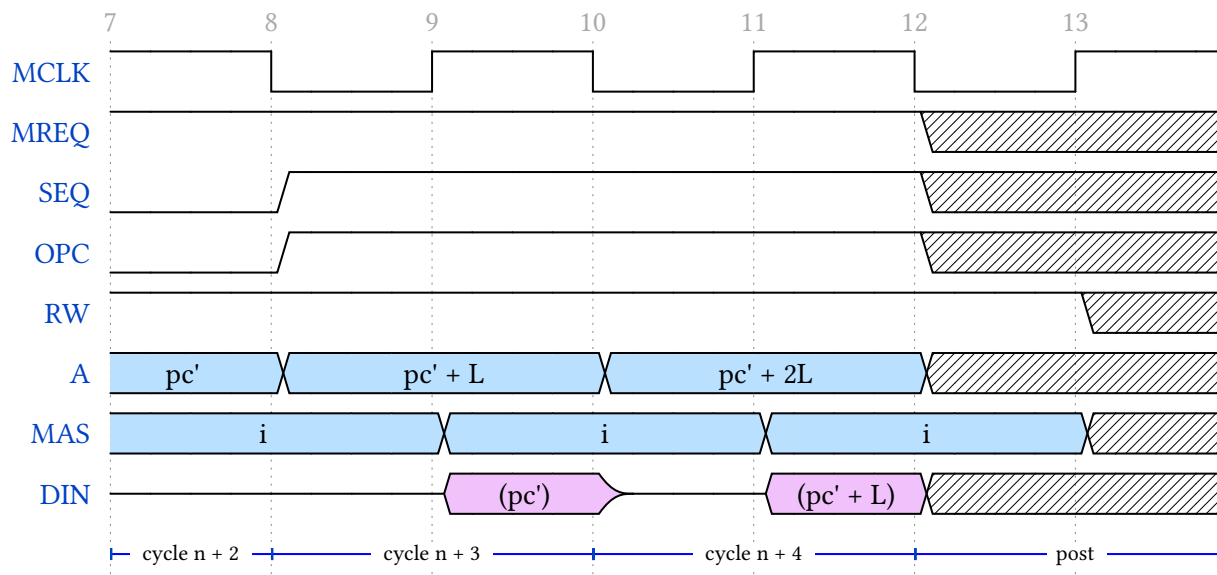 7 8 9 10 11 12 13
MCLK
MREQ
SEQ
OPC
RW
A pc' pc' + L pc' + 2L
MAS i i i
DIN (pc') (pc' + L)
cycle n + 2 cycle n + 3 cycle n + 4 post